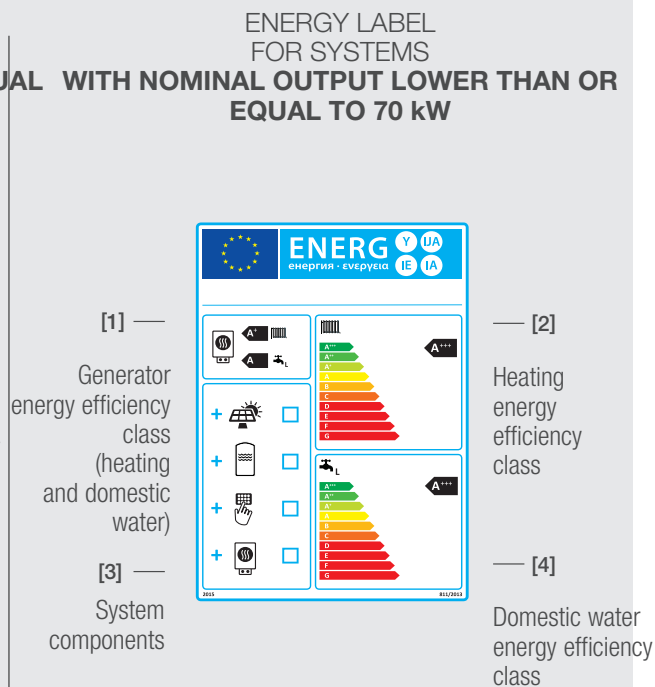 ENERGY LABEL
FOR SYSTEMS
UAL WITH NOMINAL OUTPUT LOWER THAN OR
EQUAL TO 70 kW
ENERG Y IJA
енергия · ενεργεια IE IA
[1]
Generator
energy efficiency
class
(heating
and domestic
water)
A+
A
L
[2]
Heating
energy
efficiency
class
A+++
A+++
A++
A+
A
B
C
D
E
F
G
[3]
System
components
+
+
+
+
[4]
Domestic water
energy efficiency
class
L
A+++
A+++
A++
A+
A
B
C
D
E
F
G
2015
811/2013